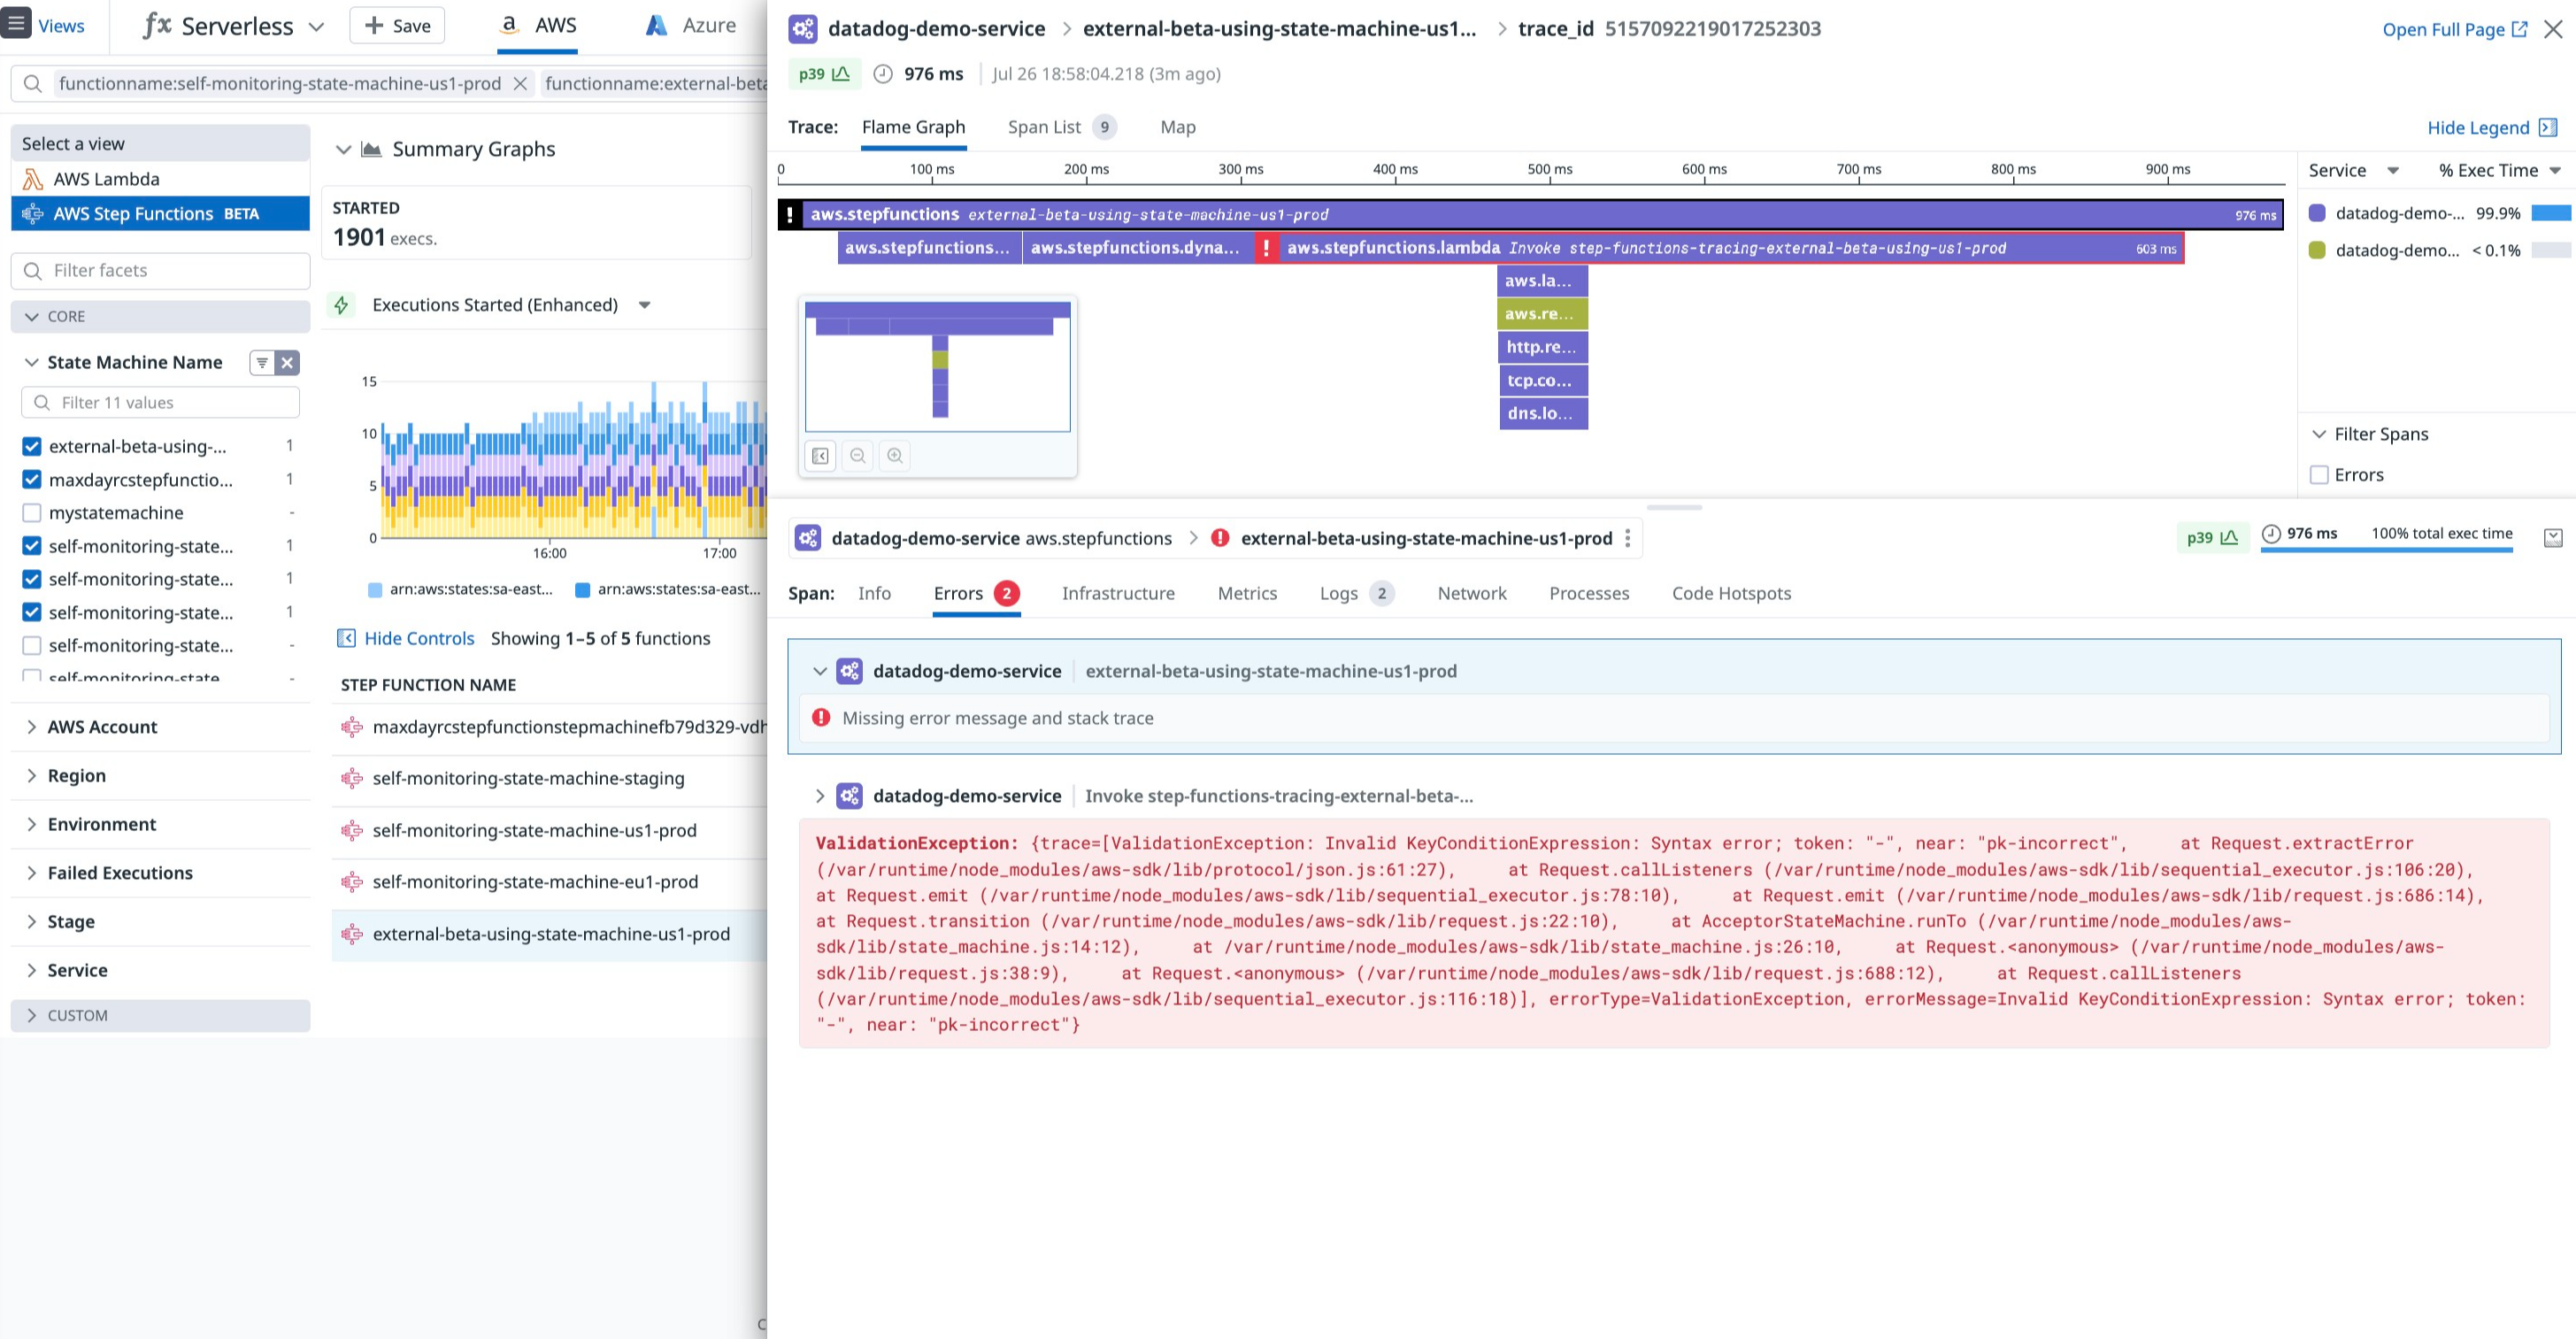 Views
fx Serverless
+ Save
a AWS
Azure
functionname:self-monitoring-state-machine-us1-prod
functionname:external-beta
Select a view
AWS Lambda
AWS Step Functions BETA
Filter facets
CORE
State Machine Name
Filter 11 values
external-beta-using-... 1
maxdayrcstepfunctio... 1
mystatemachine -
self-monitoring-state... 1
self-monitoring-state... 1
self-monitoring-state... 1
self-monitoring-state... -
self-monitoring-state -
AWS Account
Region
Environment
Failed Executions
Stage
Service
CUSTOM
Summary Graphs
STARTED
1901 execs.
Executions Started (Enhanced)
15
10
5
0
16:00 17:00
arn:aws:states:sa-east... arn:aws:states:sa-east...
Hide Controls Showing 1–5 of 5 functions
STEP FUNCTION NAME
maxdayrcstepfunctionstepmachinefb79d329-vdh
self-monitoring-state-machine-staging
self-monitoring-state-machine-us1-prod
self-monitoring-state-machine-eu1-prod
external-beta-using-state-machine-us1-prod
datadog-demo-service > external-beta-using-state-machine-us1... > trace_id 5157092219017252303
Open Full Page
p39 976 ms Jul 26 18:58:04.218 (3m ago)
Trace: Flame Graph Span List 9 Map
Hide Legend
0 100 ms 200 ms 300 ms 400 ms 500 ms 600 ms 700 ms 800 ms 900 ms
Service % Exec Time
! aws.stepfunctions external-beta-using-state-machine-us1-prod 976 ms
aws.stepfunctions... aws.stepfunctions.dyna... ! aws.stepfunctions.lambda Invoke step-functions-tracing-external-beta-using-us1-prod 603 ms
aws.la...
aws.re...
http.re...
tcp.co...
dns.lo...
datadog-demo-... 99.9%
datadog-demo... < 0.1%
Filter Spans
Errors
datadog-demo-service aws.stepfunctions > ! external-beta-using-state-machine-us1-prod
p39 976 ms 100% total exec time
Span: Info Errors 2 Infrastructure Metrics Logs 2 Network Processes Code Hotspots
datadog-demo-service external-beta-using-state-machine-us1-prod
! Missing error message and stack trace
datadog-demo-service Invoke step-functions-tracing-external-beta-...
ValidationException: {trace=[ValidationException: Invalid KeyConditionExpression: Syntax error; token: "-", near: "pk-incorrect", at Request.extractError
(/var/runtime/node_modules/aws-sdk/lib/protocol/json.js:61:27), at Request.callListeners (/var/runtime/node_modules/aws-sdk/lib/sequential_executor.js:106:20),
at Request.emit (/var/runtime/node_modules/aws-sdk/lib/sequential_executor.js:78:10), at Request.emit (/var/runtime/node_modules/aws-sdk/lib/request.js:686:14),
at Request.transition (/var/runtime/node_modules/aws-sdk/lib/request.js:22:10), at AcceptorStateMachine.runTo (/var/runtime/node_modules/aws-
sdk/lib/state_machine.js:14:12), at /var/runtime/node_modules/aws-sdk/lib/state_machine.js:26:10, at Request.<anonymous> (/var/runtime/node_modules/aws-
sdk/lib/request.js:38:9), at Request.<anonymous> (/var/runtime/node_modules/aws-sdk/lib/request.js:688:12), at Request.callListeners
(/var/runtime/node_modules/aws-sdk/lib/sequential_executor.js:116:18)], errorType=ValidationException, errorMessage=Invalid KeyConditionExpression: Syntax error; token:
"-", near: "pk-incorrect"}